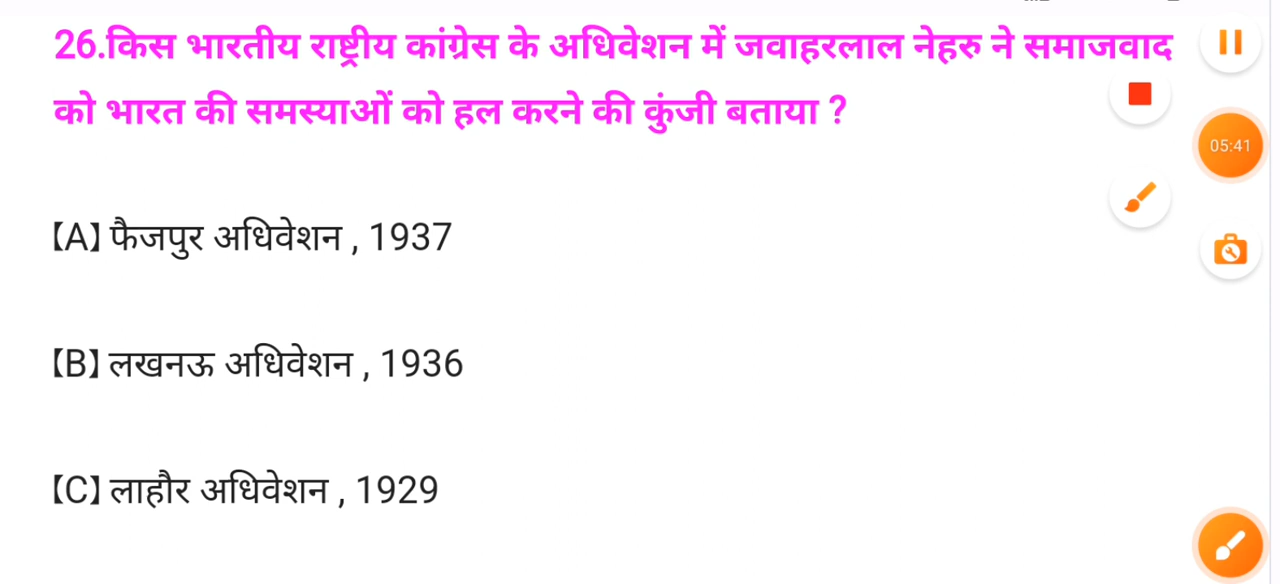 26.किस भारतीय राष्ट्रीय कांग्रेस के अधिवेशन में जवाहरलाल नेहरु ने समाजवाद
को भारत की समस्याओं को हल करने की कुंजी बताया ?
05:41
【A】 फैजपुर अधिवेशन , 1937
【B】 लखनऊ अधिवेशन , 1936
【C】 लाहौर अधिवेशन , 1929